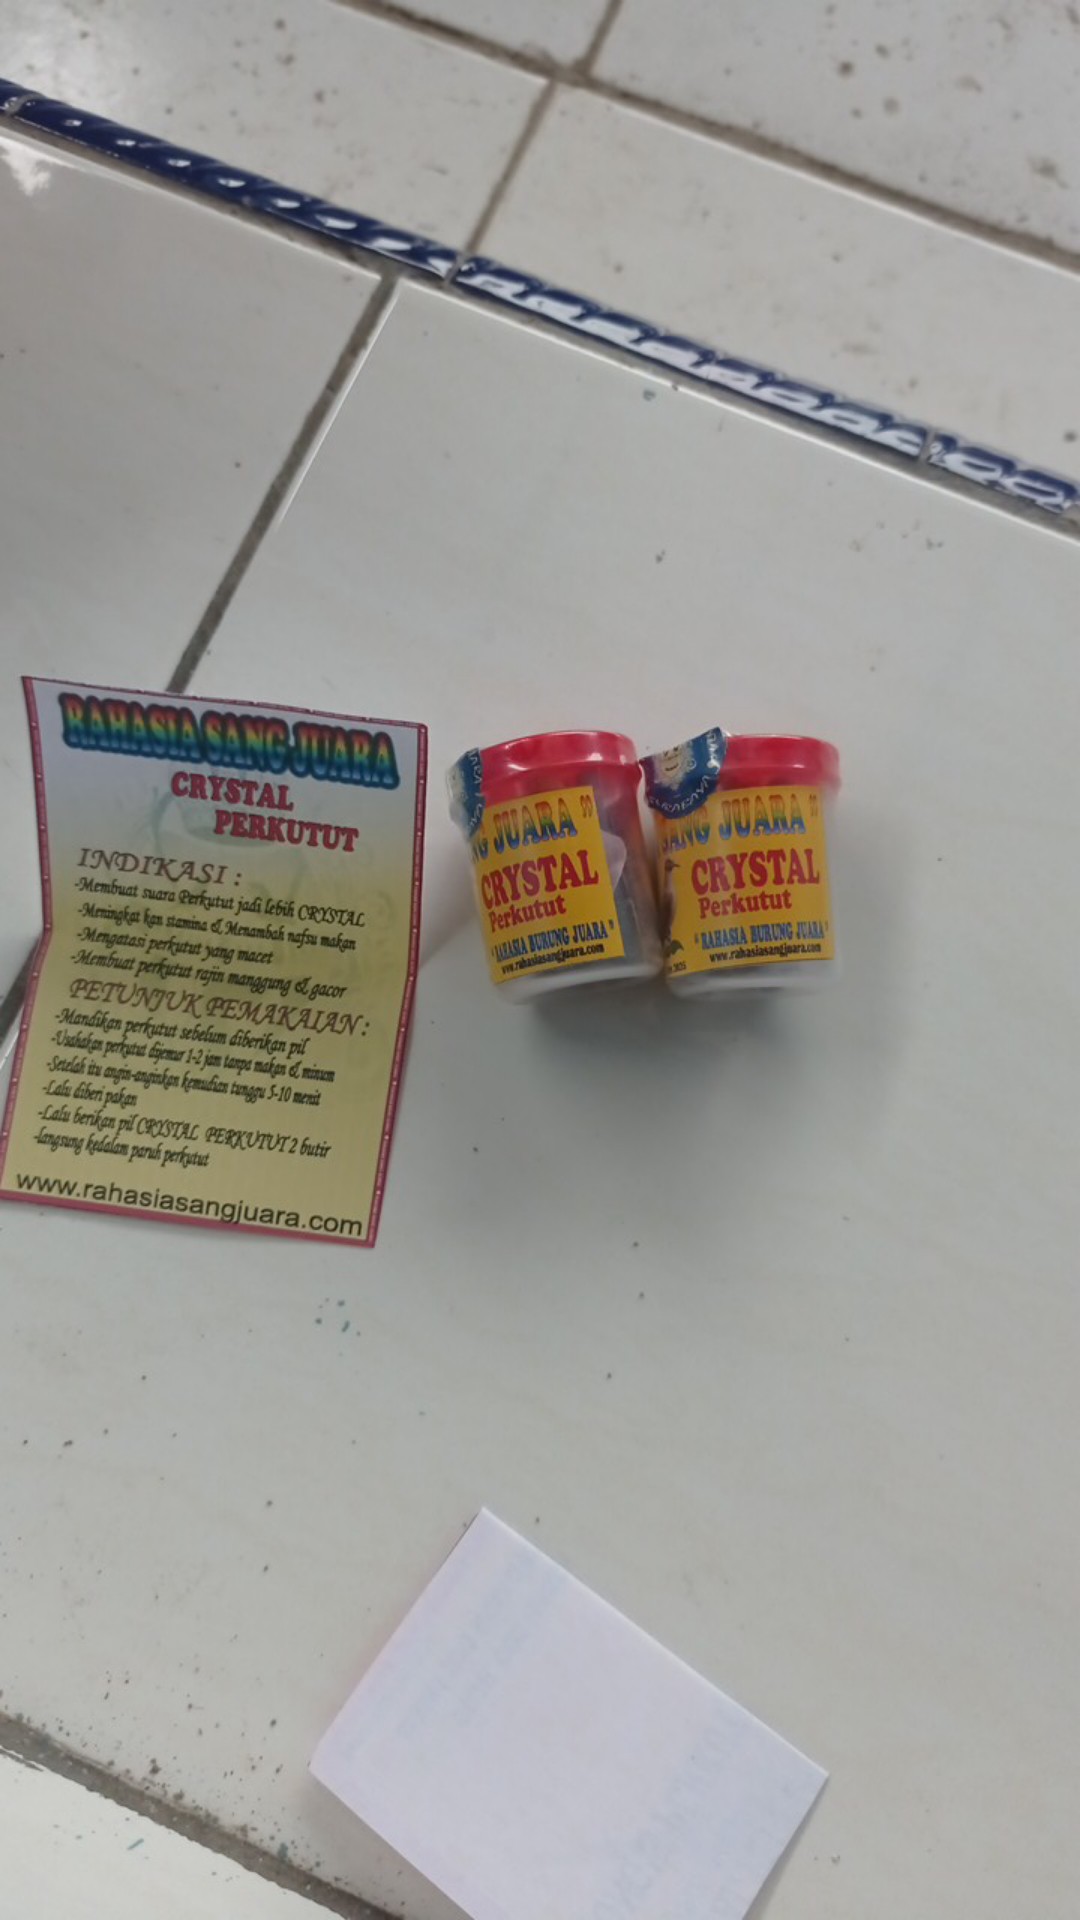 RAHASIA SANG JUARA
CRYSTAL
PERKUTUT
INDIKASI :
-Membuat suara Perkutut jadi lebih CRYSTAL
-Meningkat kan stamina & Menambah nafsu makan
-Mengatasi perkutut yang macet
-Membuat perkutut rajin manggung & gacor
PETUNJUK PEMAKAIAN :
-Mandikan perkutut sebelum diberikan pil
-Usahakan perkutut dijemur 1-2 jam tanpa makan & minum
-Setelah itu angin-anginkan kemudian tunggu 5-10 menit
-Lalu diberi pakan
-Lalu berikan pil CRYSTAL PERKUTUT 2 butir
-langsung kedalam paruh perkutut
www.rahasiasangjuara.com
NG JUARA "
CRYSTAL
Perkutut
"RAHASIA BURUNG JUARA"
www.rahasiasangjuara.com
SANG JUARA "
CRYSTAL
Perkutut
"RAHASIA BURUNG JUARA"
www.rahasiasangjuara.com